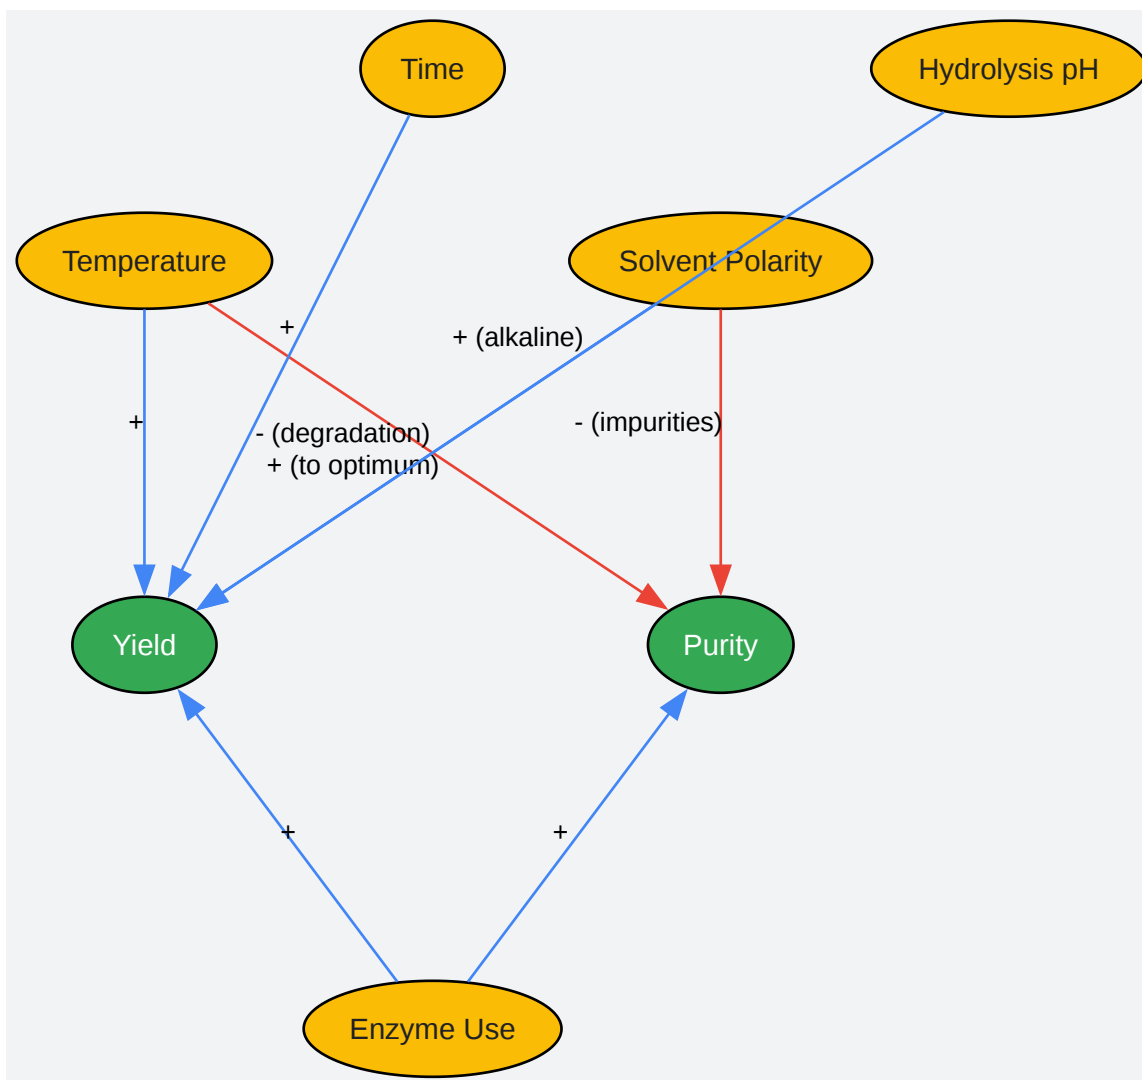 Time
Hydrolysis pH
Temperature
Solvent Polarity
+
+ (alkaline)
+
- (degradation)
- (impurities)
+ (to optimum)
Yield
Purity
+
+
Enzyme Use